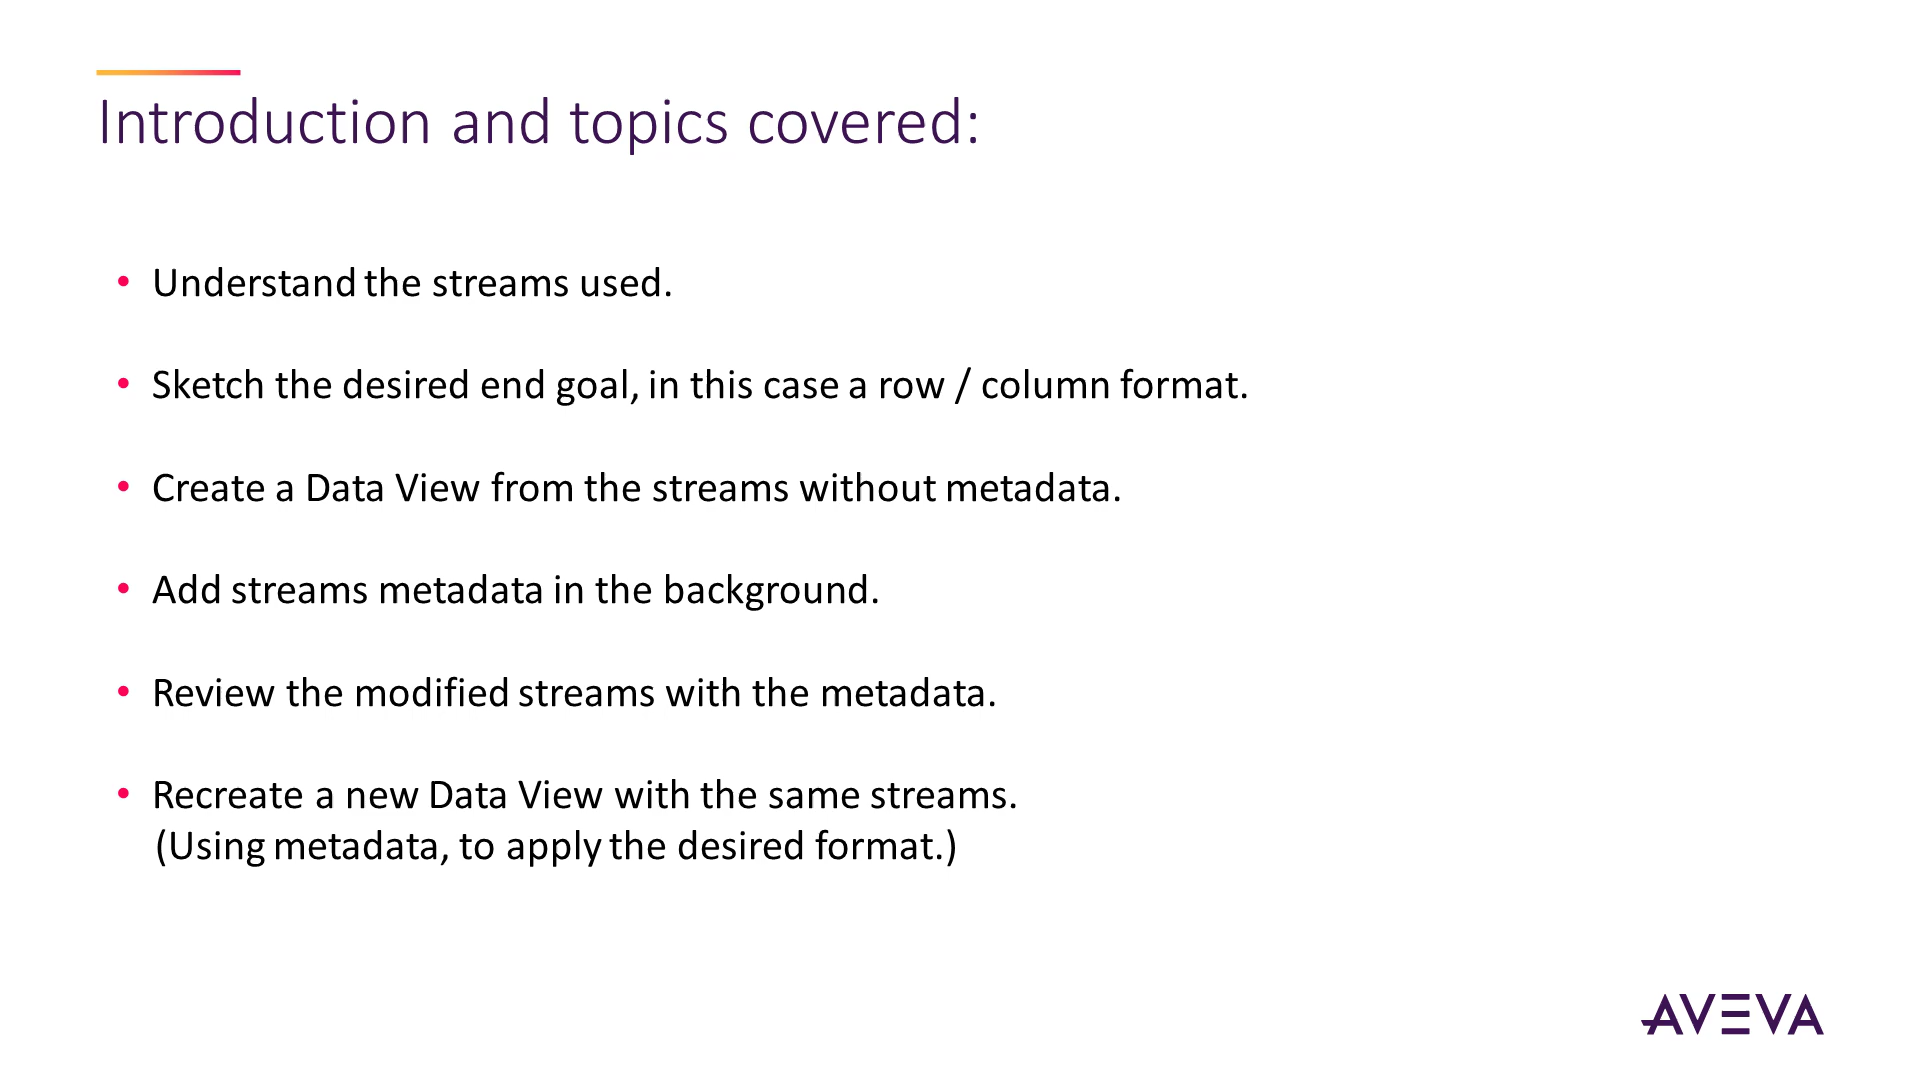 Introduction and topics covered:
• Understand the streams used.
• Sketch the desired end goal, in this case a row / column format.
• Create a Data View from the streams without metadata.
• Add streams metadata in the background.
• Review the modified streams with the metadata.
• Recreate a new Data View with the same streams.
(Using metadata, to apply the desired format.)
AVEVA